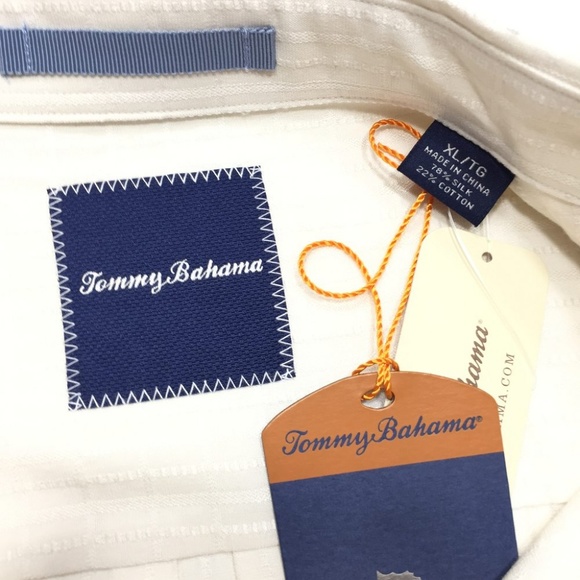 XL/TG
MADE IN CHINA
78% SILK
22% COTTON
Tommy Bahama
Tommy Bahama®